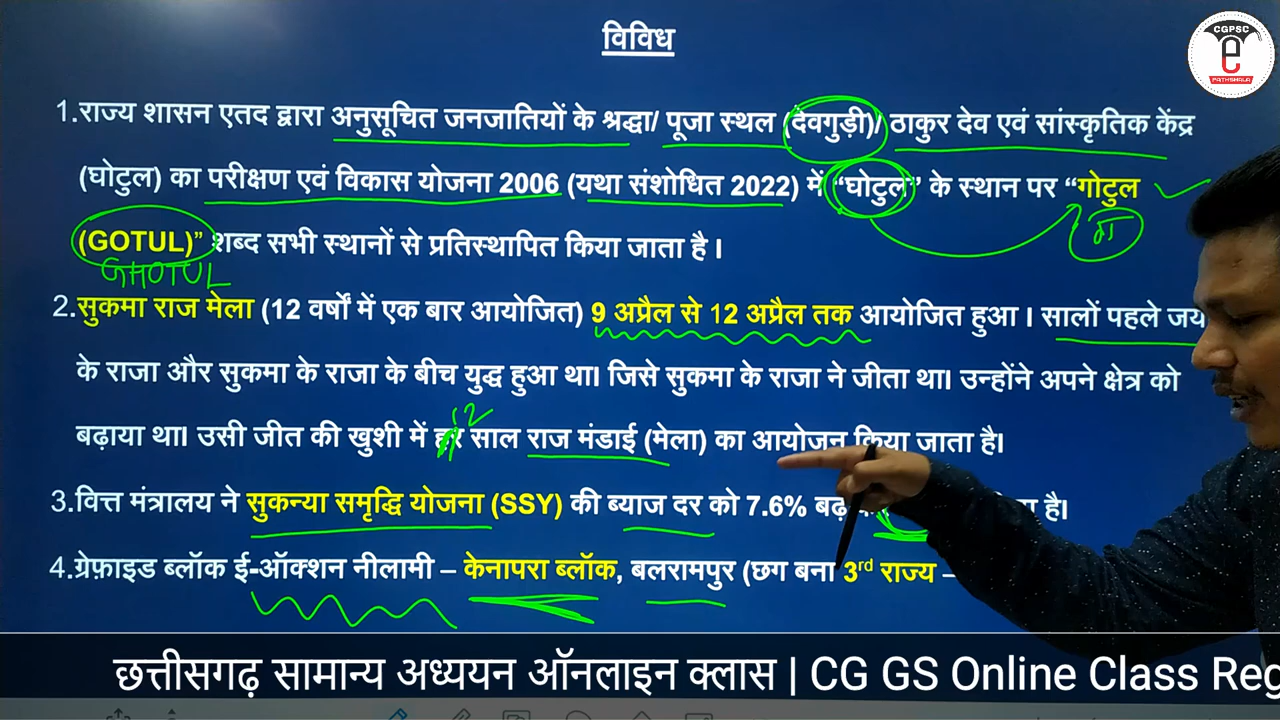 विविध
CGPSC
e
PATHSHALA
1.राज्य शासन एतद द्वारा अनुसूचित जनजातियों के श्रद्धा/ पूजा स्थल (देवगुड़ी)/ ठाकुर देव एवं सांस्कृतिक केंद्र
(घोटुल) का परीक्षण एवं विकास योजना 2006 (यथा संशोधित 2022) में “घोटुल” के स्थान पर “गोटुल
ग
(GOTUL)” शब्द सभी स्थानों से प्रतिस्थापित किया जाता है।
GHOTUL
2.सुकमा राज मेला (12 वर्षों में एक बार आयोजित) 9 अप्रैल से 12 अप्रैल तक आयोजित हुआ। सालों पहले
के राजा और सुकमा के राजा के बीच युद्ध हुआ था। जिसे सुकमा के राजा ने जीता था। उन्होंने अपने क्षेत्र को
12
बढ़ाया था। उसी जीत की खुशी में हर साल राज मंडाई (मेला) का आयोजन किया जाता है।
3.वित्त मंत्रालय ने सुकन्या समृद्धि योजना (SSY) की ब्याज दर को 7.6% है।
4.ग्रेफ़ाइड ब्लॉक ई-ऑक्शन नीलामी – केनापरा ब्लॉक, बलरामपुर (छग बना 3rd राज्य –
छत्तीसगढ़ सामान्य अध्ययन ऑनलाइन क्लास | CG GS Online Class Reg